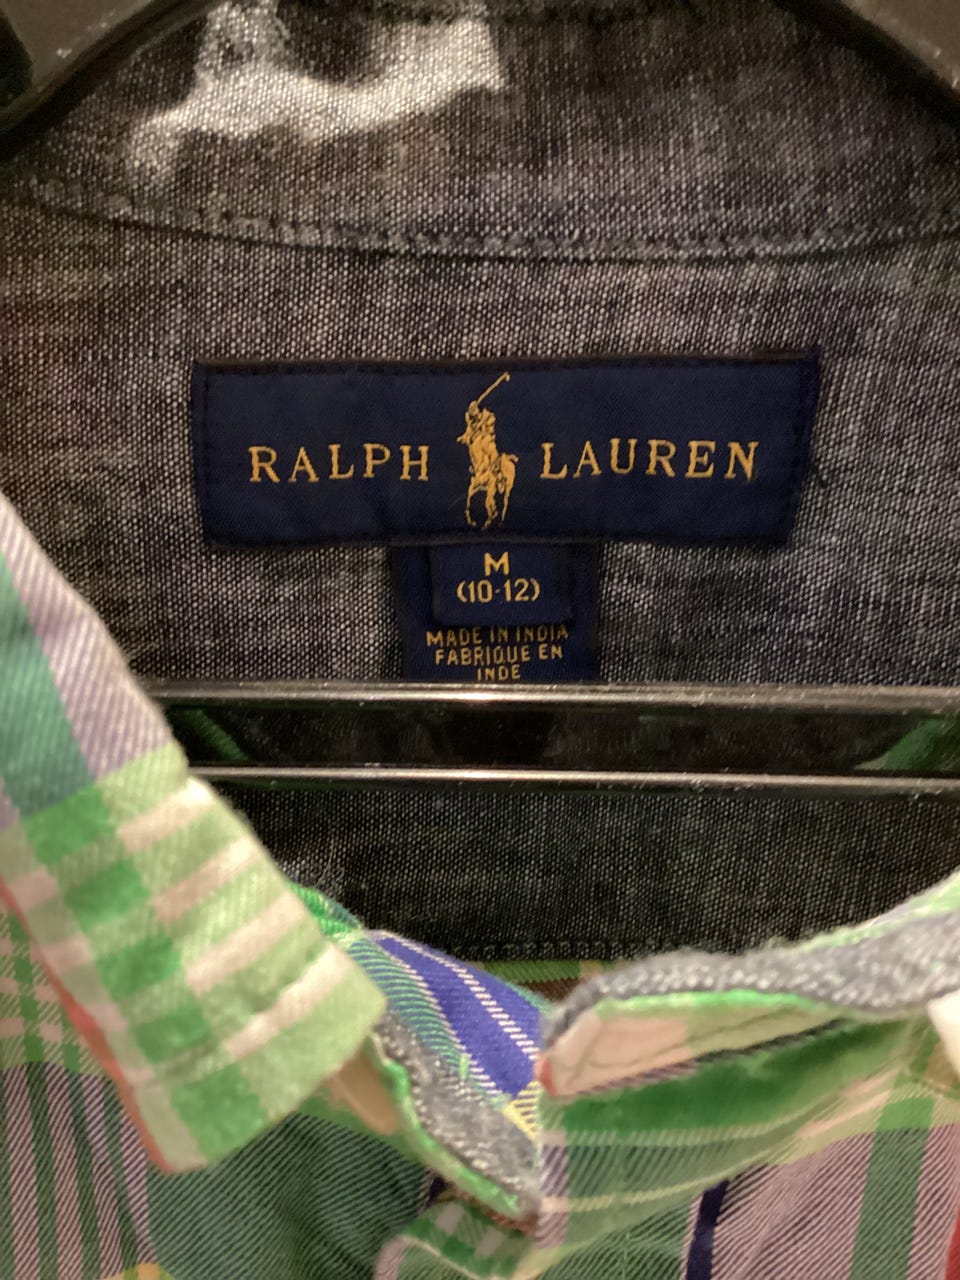 RALPH LAUREN
M
(10-12)
MADE IN INDIA
FABRIQUE EN
INDE